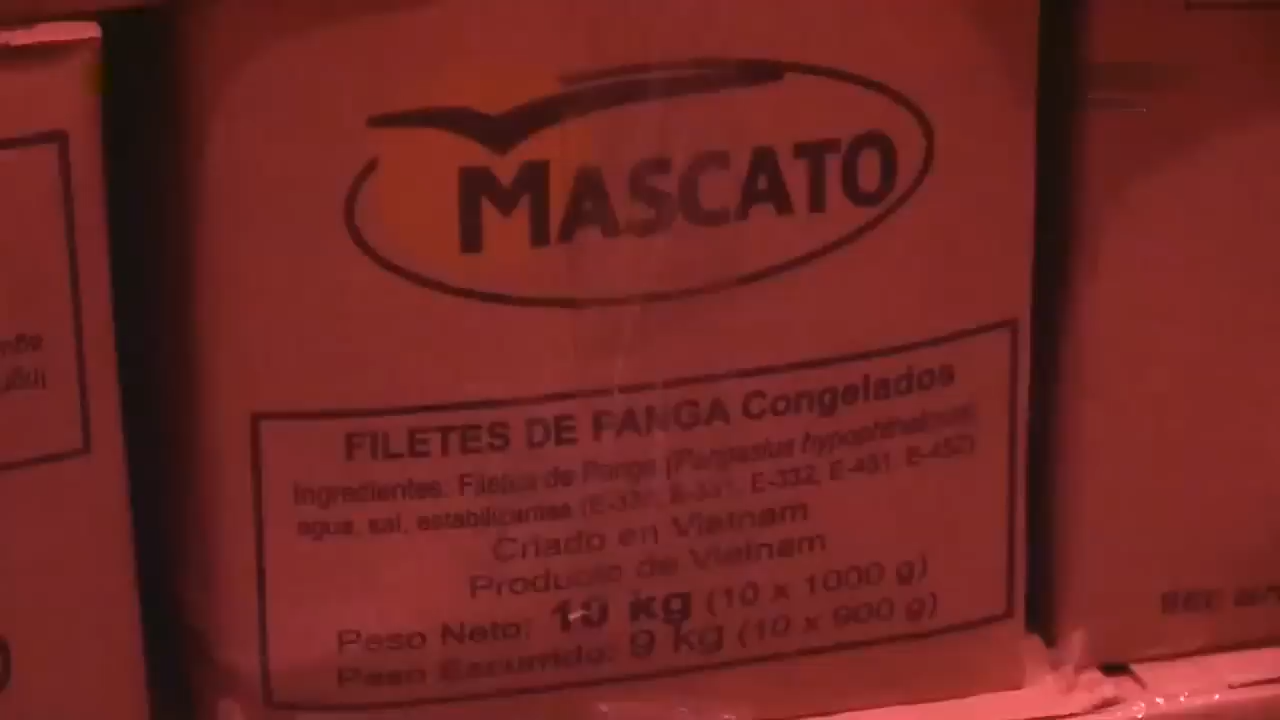 MASCATO
FILETES DE PANGA Congelados
Ingredientes: Filetes de Panga (Pangasius hypophthalmus)
agua, sal, estabilizantes (E-331, E-332, E-451, E-452)
Criado en Vietnam
Producto de Vietnam
Peso Neto: 10 kg (10 x 1000 g)
Peso Escurrido: 9 kg (10 x 900 g)